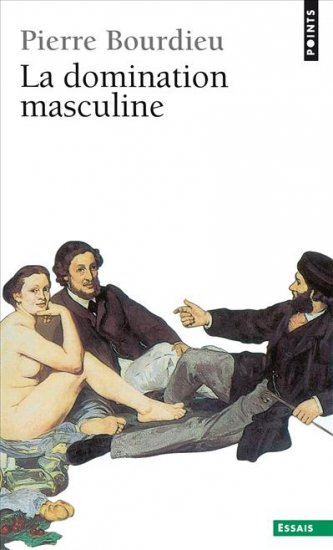 POINTS
Pierre Bourdieu
La domination
masculine
ESSAIS